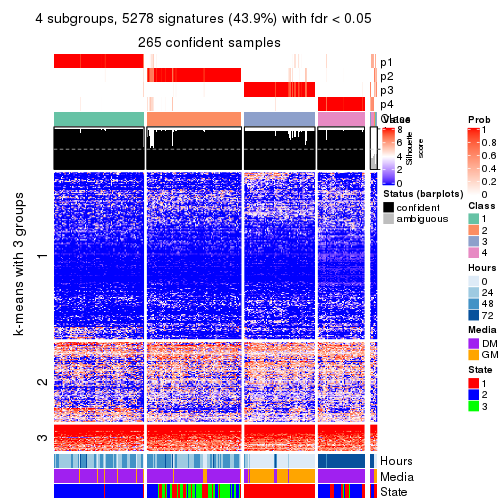 4 subgroups, 5278 signatures (43.9%) with fdr < 0.05
265 confident samples
p1
p2
p3
p4
Class
Silhouette
score
k-means with 3 groups
1
2
3
Hours
Media
State
Value
8
6
4
2
0
Status (barplots)
confident
ambiguous
Prob
1
0.8
0.6
0.4
0.2
0
Class
1
2
3
4
Hours
0
24
48
72
Media
DM
GM
State
1
2
3